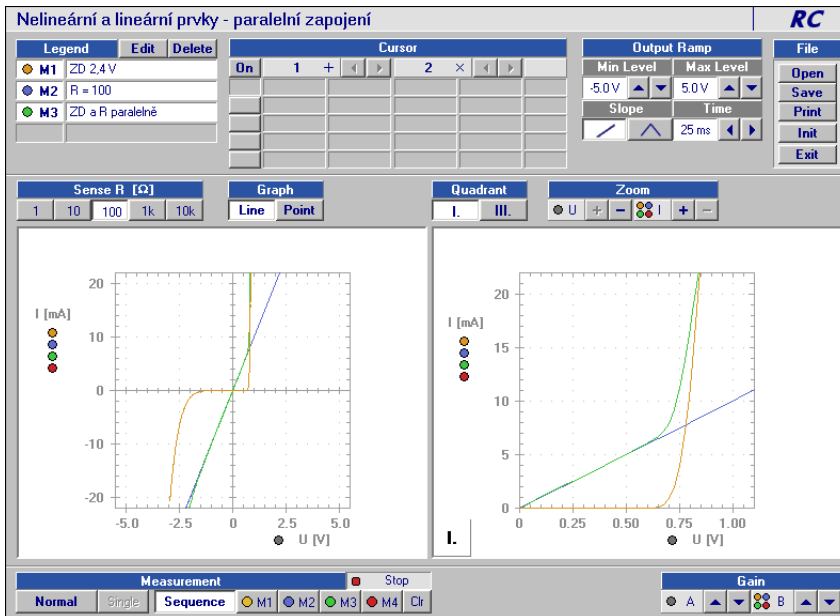 Nelineární a lineární prvky - paralelní zapojení
RC
Legend Edit Delete
M1 ZD 2,4 V
M2 R = 100
M3 ZD a R paralelně
Cursor
On 1 + 2 ×
Output Ramp
Min Level Max Level
-5.0 V 5.0 V
Slope Time
25 ms
File
Open
Save
Print
Init
Exit
Sense R [Ω]
1 10 100 1k 10k
Graph
Line Point
Quadrant
I. III.
Zoom
U + - I + -
20
I [mA]
10
0
-10
-20
-5.0 -2.5 0 2.5 5.0
U [V]
20
I [mA]
15
10
5
0
0 0.25 0.50 0.75 1.00
U [V]
I.
Measurement
Stop
Normal Single Sequence M1 M2 M3 M4 Clr
Gain
A B